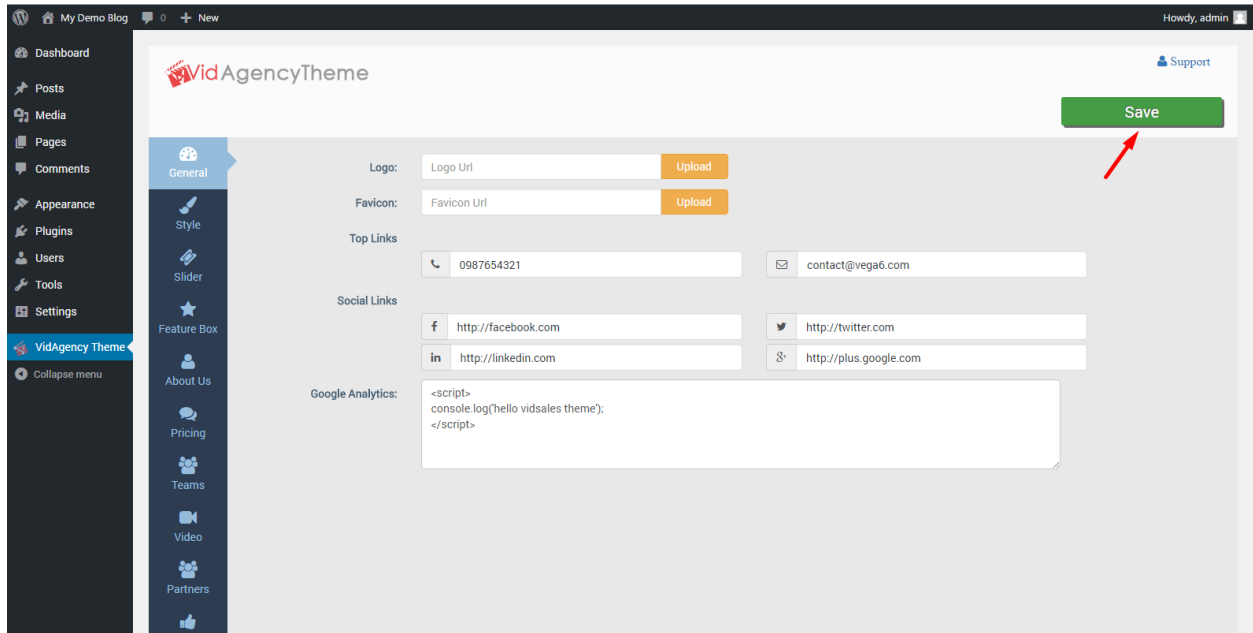 My Demo Blog 0 + New
Howdy, admin
Dashboard
Posts
Media
Pages
Comments
Appearance
Plugins
Users
Tools
Settings
VidAgency Theme
Collapse menu
VidAgencyTheme
Support
Save
General
Style
Slider
Feature Box
About Us
Pricing
Teams
Video
Partners
Logo: Logo Url Upload
Favicon: Favicon Url Upload
Top Links
0987654321 contact@vega6.com
Social Links
f http://facebook.com http://twitter.com
in http://linkedin.com 8+ http://plus.google.com
Google Analytics: <script>
console.log('hello vidsales theme');
</script>